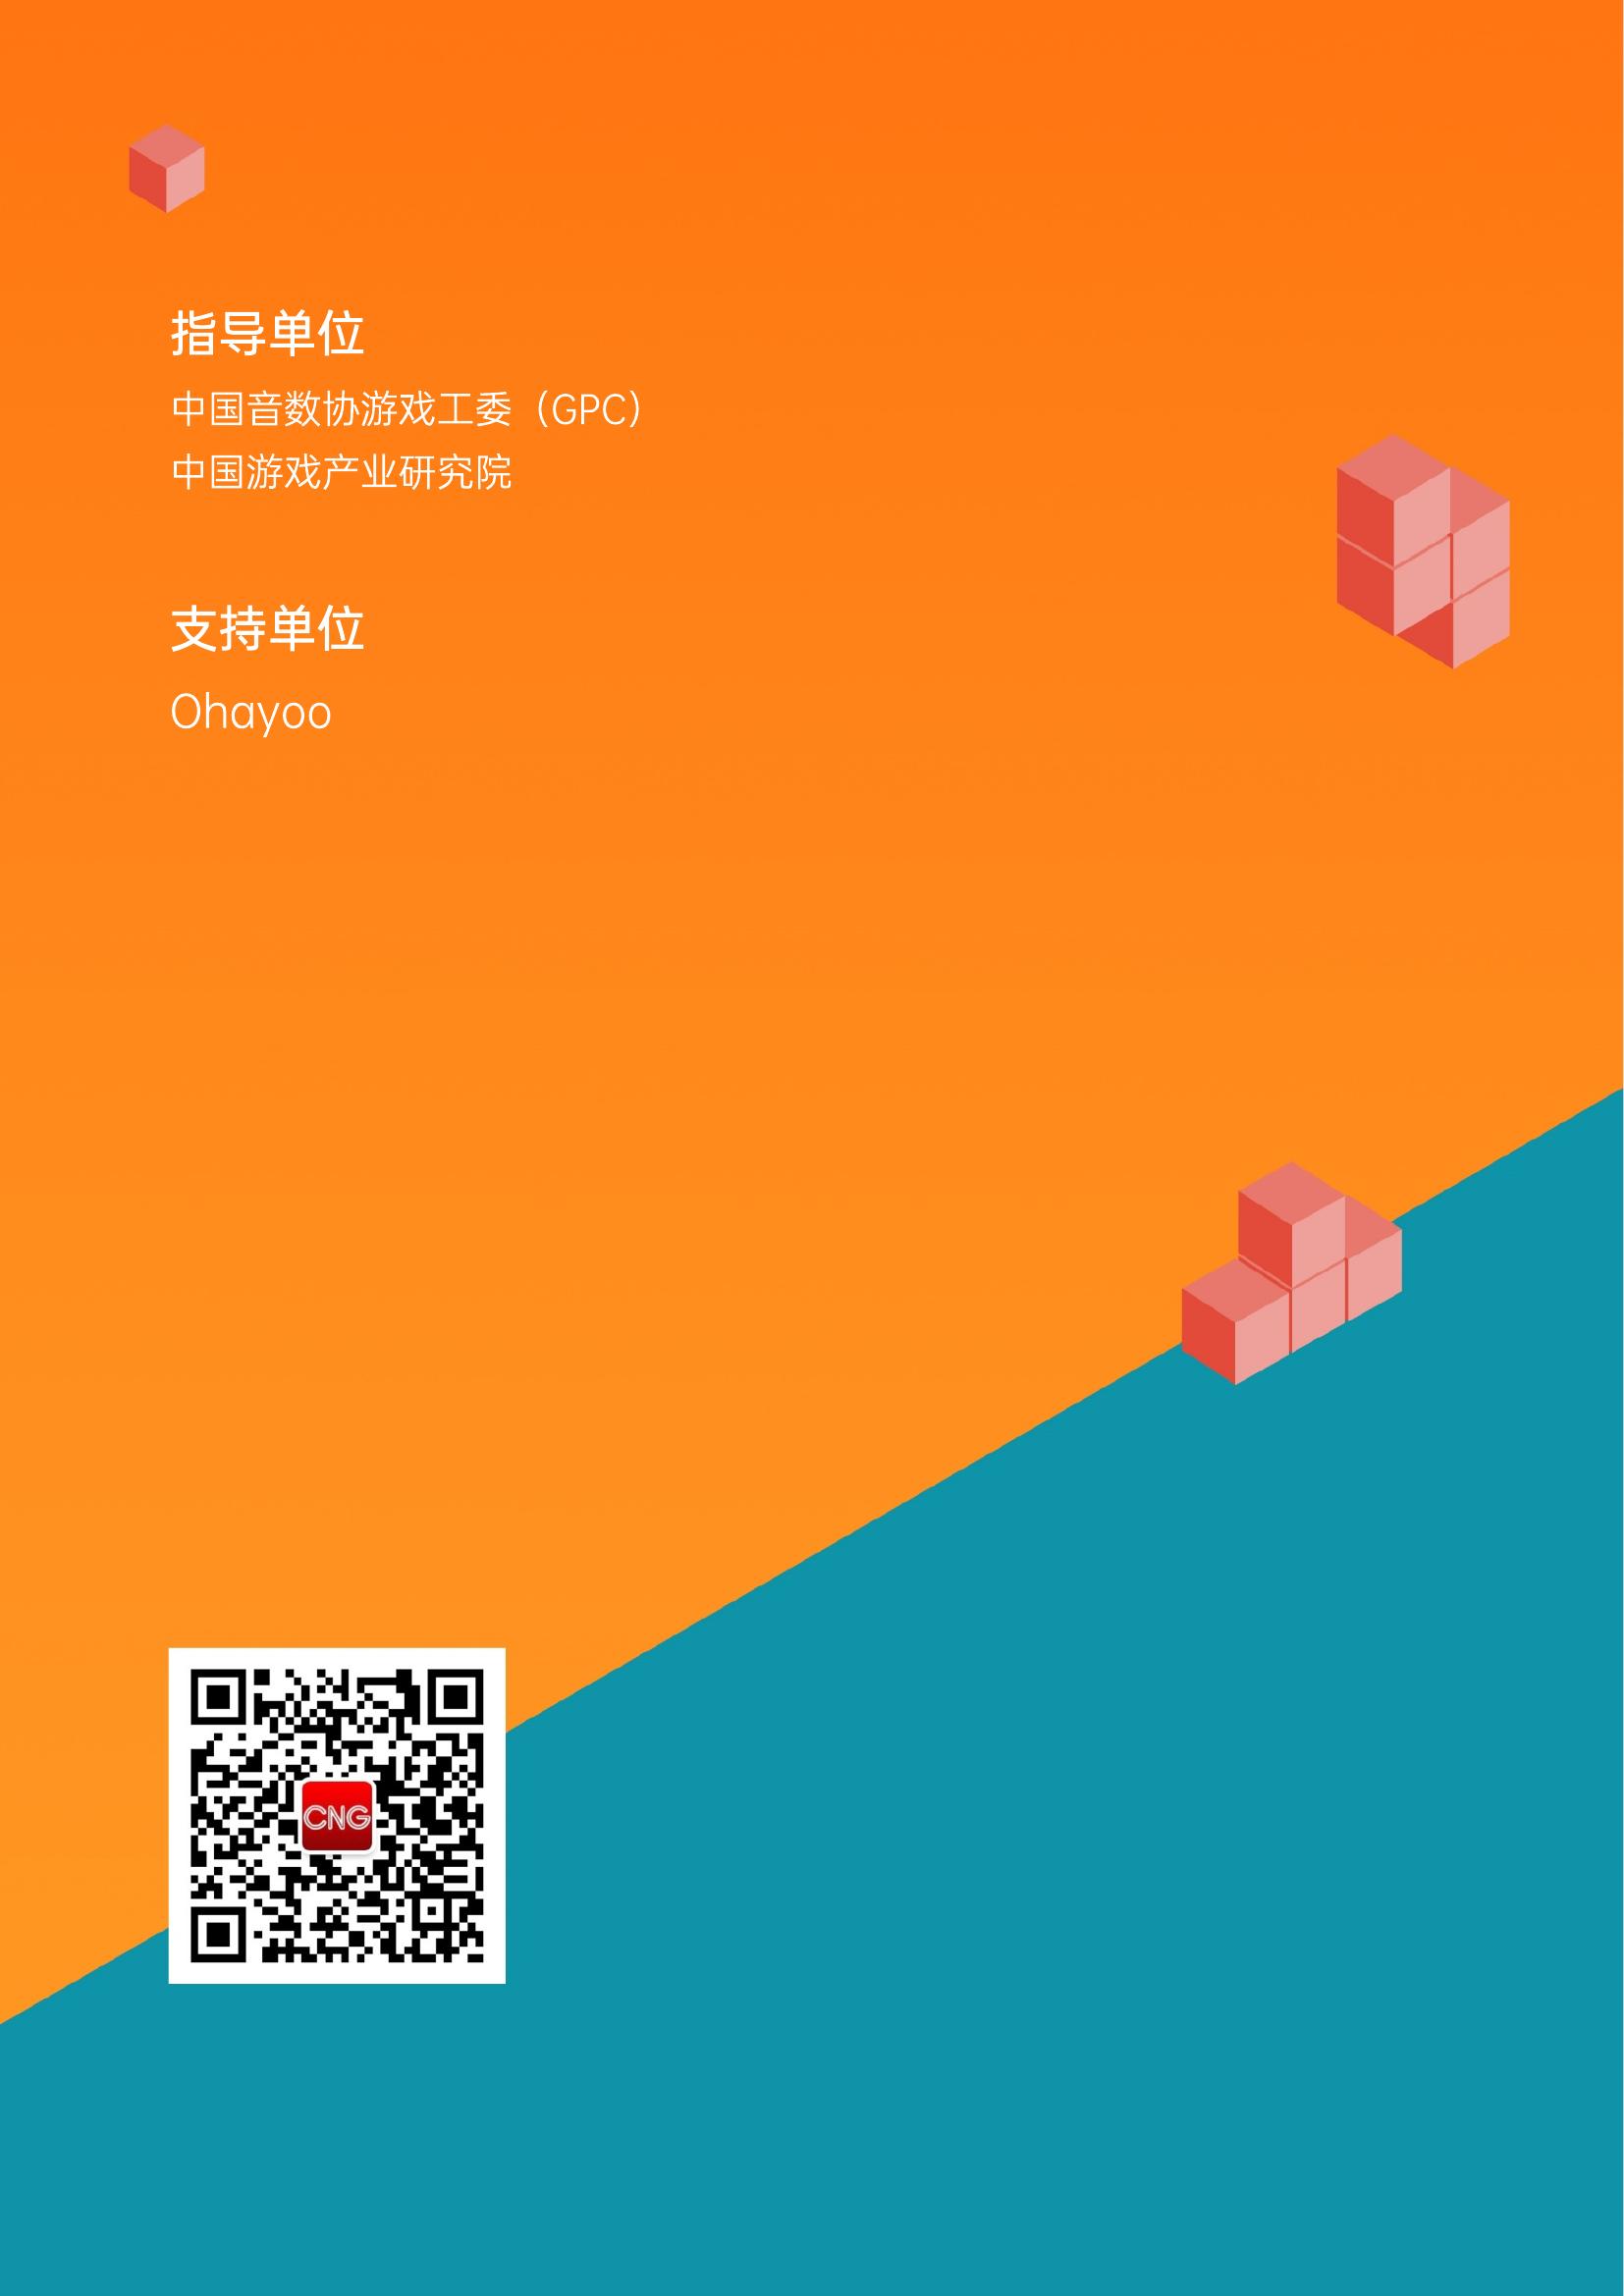 指导单位
中国音数协游戏工委（GPC）
中国游戏产业研究院
支持单位
Ohayoo
CNG